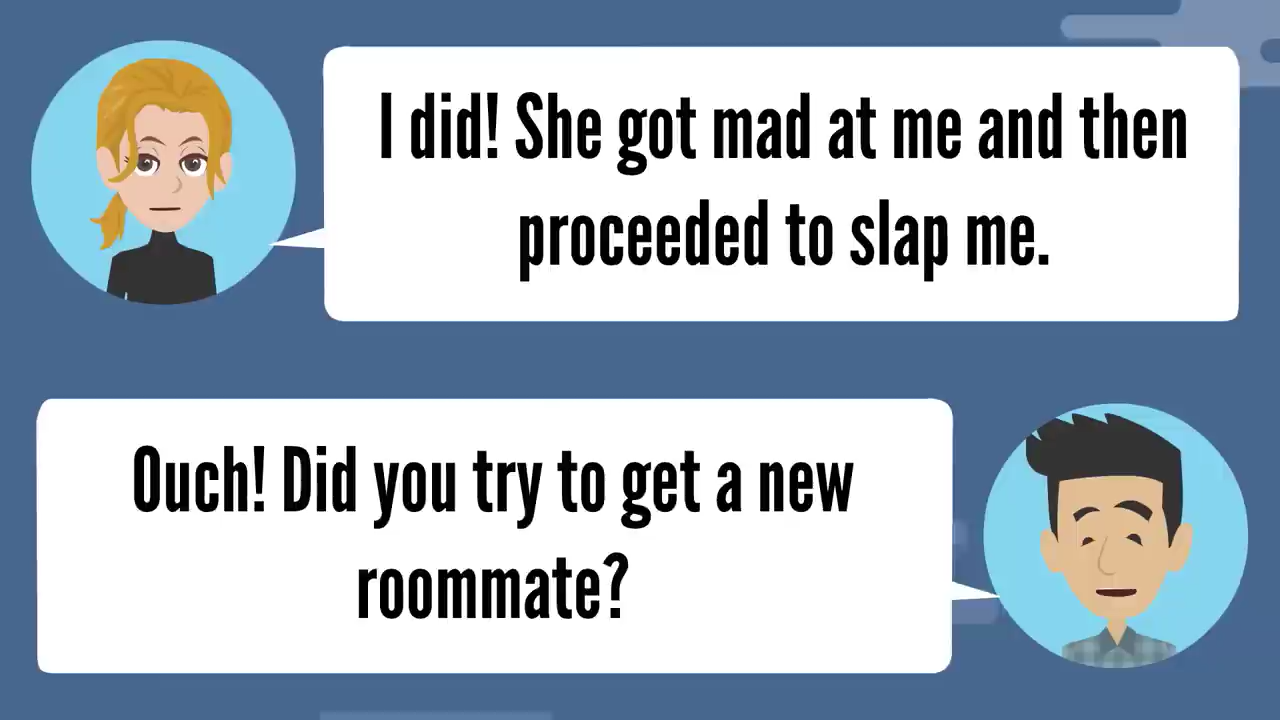 I did! She got mad at me and then
proceeded to slap me.
Ouch! Did you try to get a new
roommate?